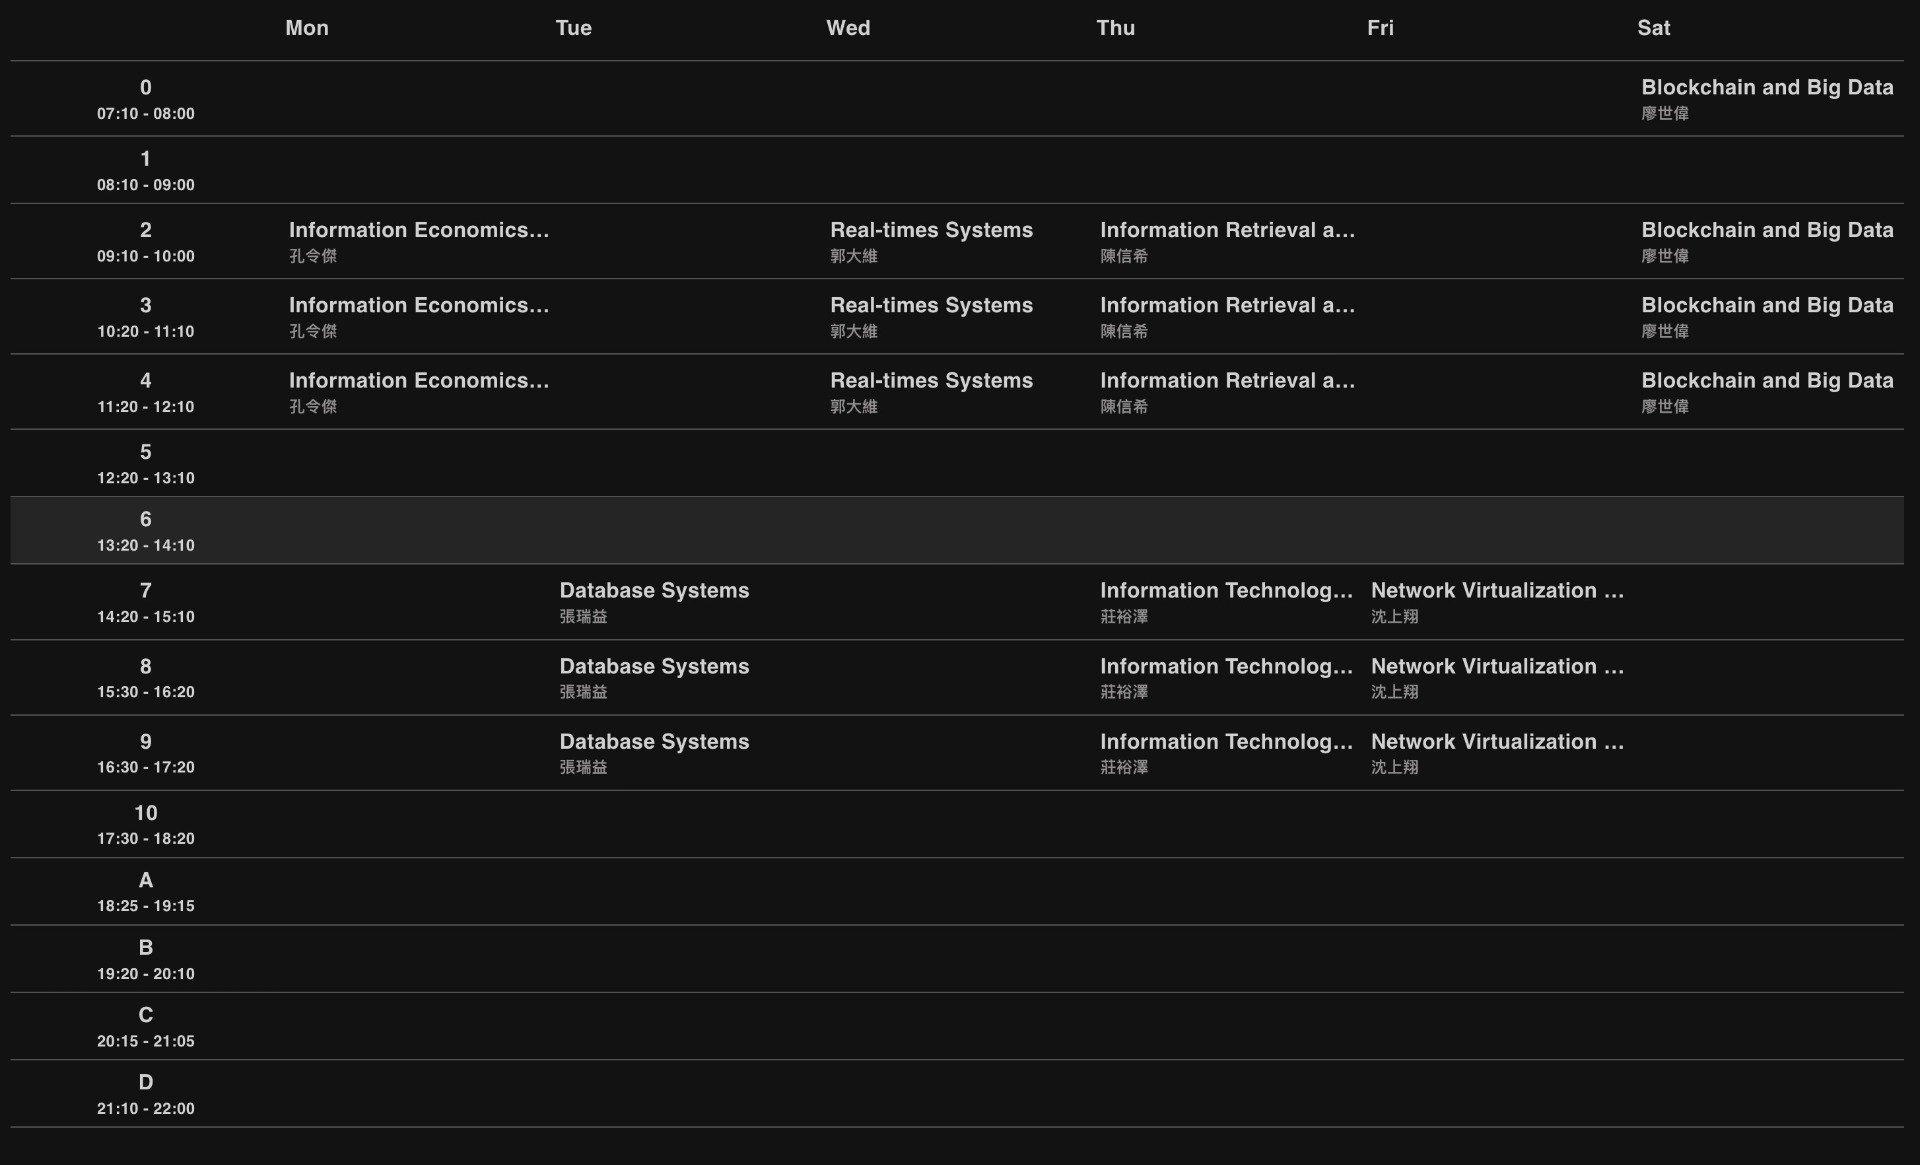 Mon Tue Wed Thu Fri Sat
0 Blockchain and Big Data
07:10 - 08:00 廖世偉
1
08:10 - 09:00
2 Information Economics... Real-times Systems Information Retrieval a... Blockchain and Big Data
09:10 - 10:00 孔令傑 郭大維 陳信希 廖世偉
3 Information Economics... Real-times Systems Information Retrieval a... Blockchain and Big Data
10:20 - 11:10 孔令傑 郭大維 陳信希 廖世偉
4 Information Economics... Real-times Systems Information Retrieval a... Blockchain and Big Data
11:20 - 12:10 孔令傑 郭大維 陳信希 廖世偉
5
12:20 - 13:10
6
13:20 - 14:10
7 Database Systems Information Technolog... Network Virtualization ...
14:20 - 15:10 張瑞益 莊裕澤 沈上翔
8 Database Systems Information Technolog... Network Virtualization ...
15:30 - 16:20 張瑞益 莊裕澤 沈上翔
9 Database Systems Information Technolog... Network Virtualization ...
16:30 - 17:20 張瑞益 莊裕澤 沈上翔
10
17:30 - 18:20
A
18:25 - 19:15
B
19:20 - 20:10
C
20:15 - 21:05
D
21:10 - 22:00